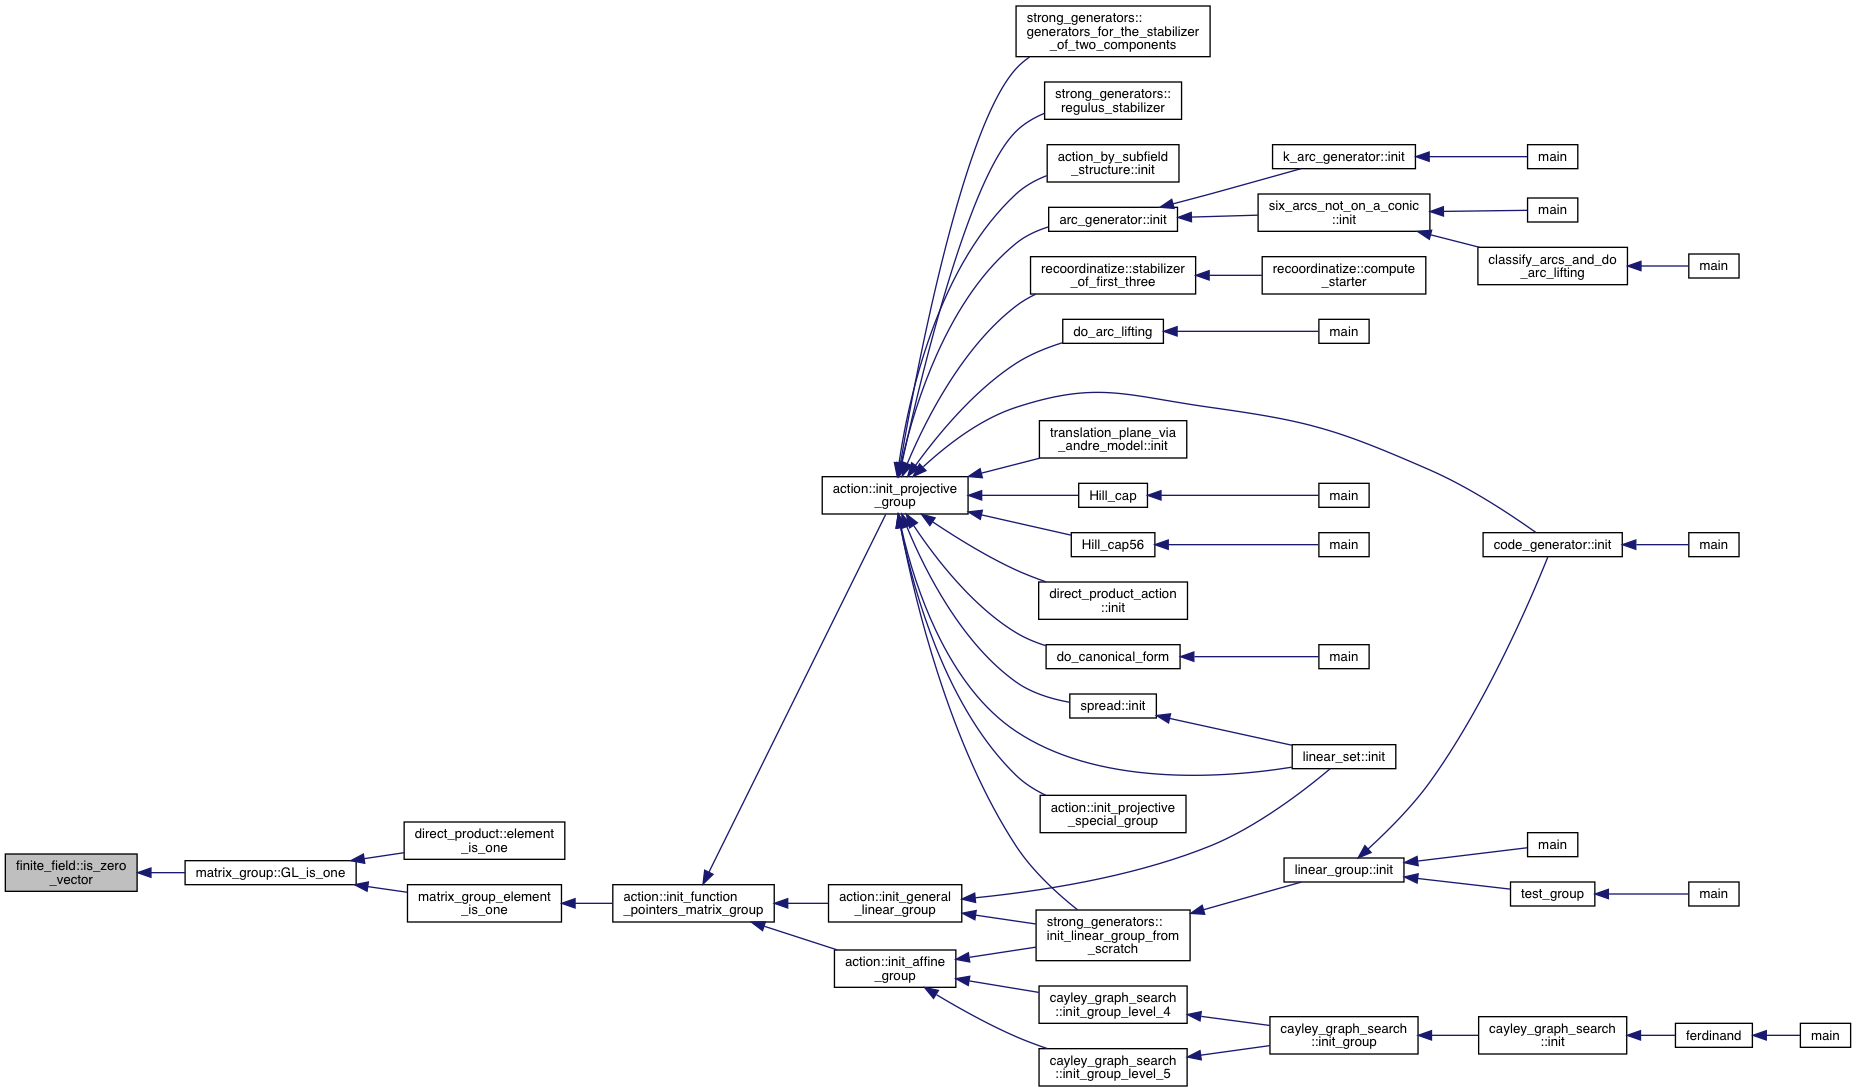 strong_generators::
generators_for_the_stabilizer
_of_two_components
strong_generators::
regulus_stabilizer
action_by_subfield
_structure::init
k_arc_generator::init
main
arc_generator::init
six_arcs_not_on_a_conic
::init
main
classify_arcs_and_do
_arc_lifting
main
recoordinatize::stabilizer
_of_first_three
recoordinatize::compute
_starter
do_arc_lifting
main
translation_plane_via
_andre_model::init
action::init_projective
_group
Hill_cap
main
Hill_cap56
main
code_generator::init
main
direct_product_action
::init
do_canonical_form
main
spread::init
linear_set::init
action::init_projective
_special_group
direct_product::element
_is_one
finite_field::is_zero
_vector
matrix_group::GL_is_one
matrix_group_element
_is_one
action::init_function
_pointers_matrix_group
action::init_general
_linear_group
linear_group::init
main
test_group
main
strong_generators::
init_linear_group_from
_scratch
action::init_affine
_group
cayley_graph_search
::init_group_level_4
cayley_graph_search
::init_group_level_5
cayley_graph_search
::init_group
cayley_graph_search
::init
ferdinand
main